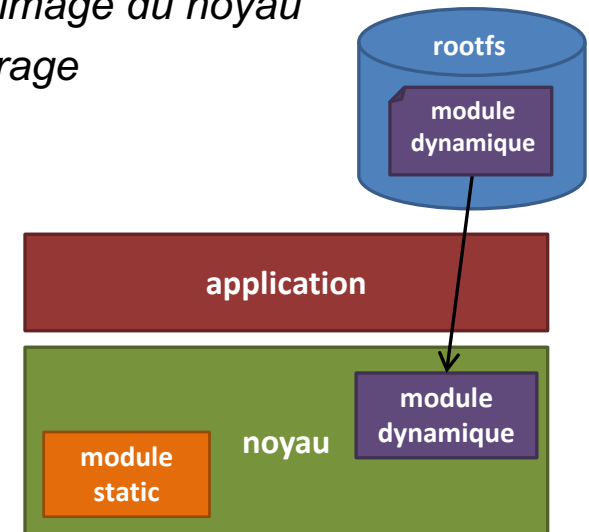 image du noyau
rage
rootfs
module
dynamique
application
module
dynamique
noyau
module
static